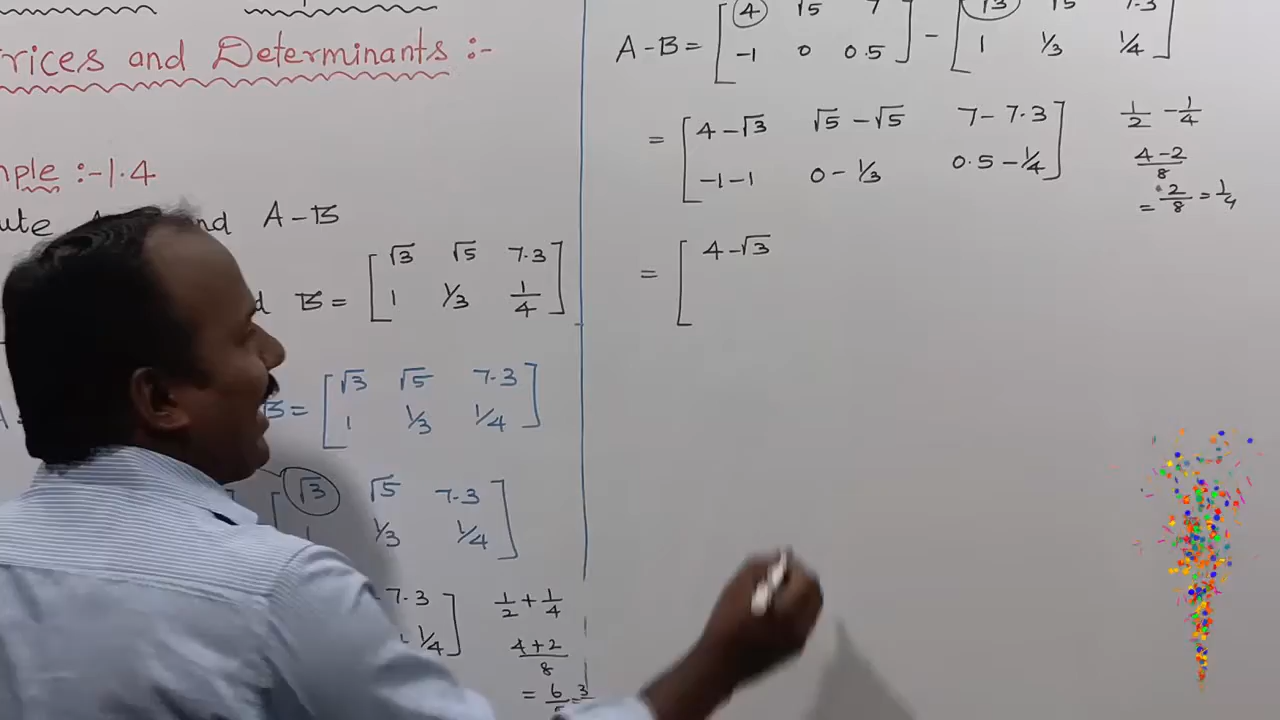 rices and Determinants :-
mple :- 1.4
ute and A-B
B = [ √3 √5 7.3
1 1/3 1/4 ]
B = [ √3 √5 7.3
1 1/3 1/4 ]
√3 √5 7.3
1/3 1/4
7.3
1/4
1/2 + 1/4
4+2/8
= 6/8 = 3
A-B = [ 4 √5 7
-1 0 0.5 ] - [ √3 √5 7.3
1 1/3 1/4 ]
= [ 4-√3 √5-√5 7-7.3
-1-1 0-1/3 0.5-1/4 ]
1/2 - 1/4
4-2/8
= 2/8 = 1/4
= [ 4-√3